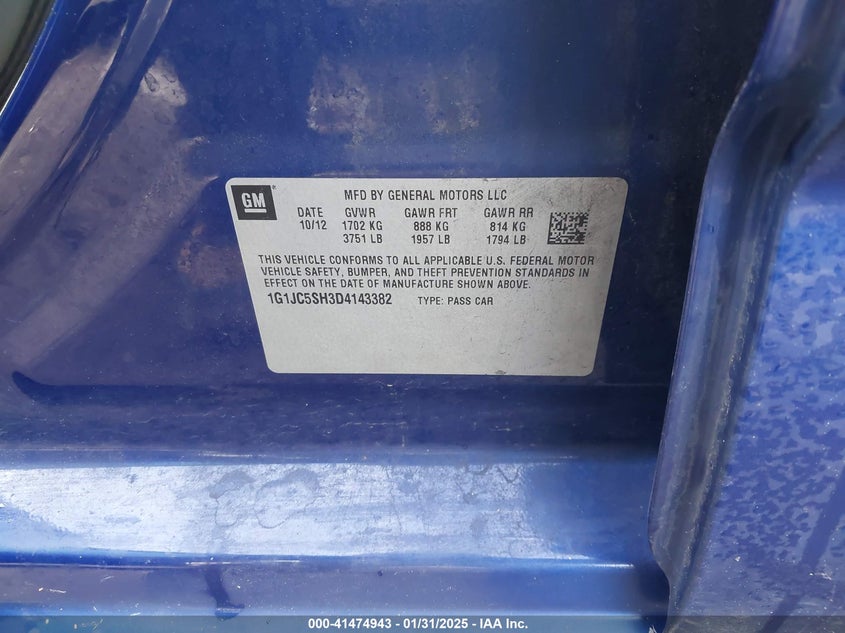 GM
MFD BY GENERAL MOTORS LLC
DATE GVWR GAWR FRT GAWR RR
10/12 1702 KG 888 KG 814 KG
3751 LB 1957 LB 1794 LB
THIS VEHICLE CONFORMS TO ALL APPLICABLE U.S. FEDERAL MOTOR
VEHICLE SAFETY, BUMPER, AND THEFT PREVENTION STANDARDS IN
EFFECT ON THE DATE OF MANUFACTURE SHOWN ABOVE.
1G1JC5SH3D4143382 TYPE: PASS CAR
000-41474943 - 01/31/2025 - IAA Inc.